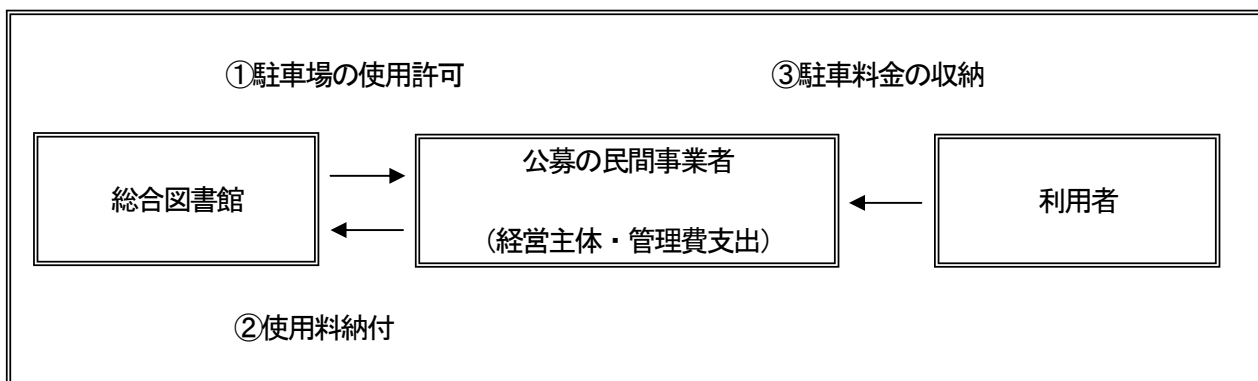 ①駐車場の使用許可
③駐車料金の収納
総合図書館
公募の民間事業者
(経営主体・管理費支出)
利用者
②使用料納付